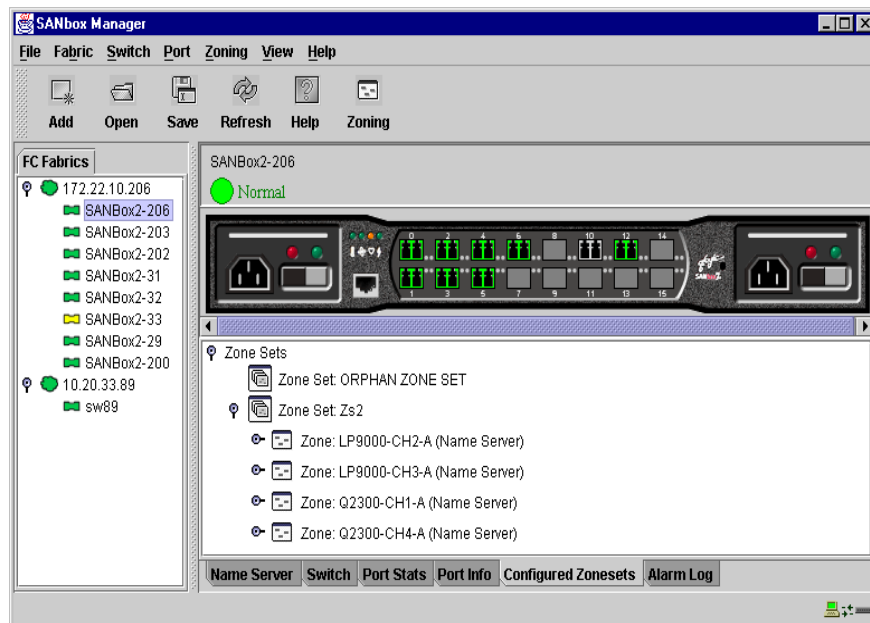 SANbox Manager
File Fabric Switch Port Zoning View Help
Add Open Save Refresh Help Zoning
FC Fabrics
172.22.10.206
SANBox2-206
SANBox2-203
SANBox2-202
SANBox2-31
SANBox2-32
SANBox2-33
SANBox2-29
SANBox2-200
10.20.33.89
sw89
SANBox2-206
Normal
0 2 4 6 8 10 12 14
1 3 5 7 9 11 13 15
Zone Sets
Zone Set: ORPHAN ZONE SET
Zone Set: Zs2
Zone: LP9000-CH2-A (Name Server)
Zone: LP9000-CH3-A (Name Server)
Zone: Q2300-CH1-A (Name Server)
Zone: Q2300-CH4-A (Name Server)
Name Server Switch Port Stats Port Info Configured Zonesets Alarm Log